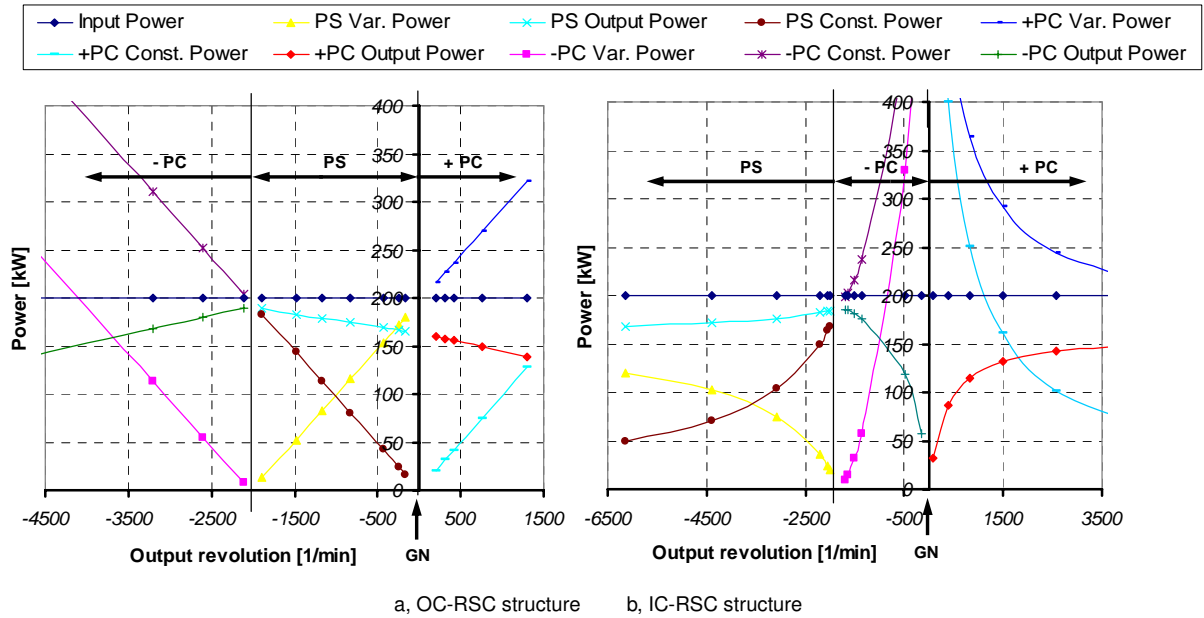 Input Power PS Var. Power PS Output Power PS Const. Power +PC Var. Power
+PC Const. Power +PC Output Power -PC Var. Power -PC Const. Power -PC Output Power
Power [kW]
400
350
300
250
200
150
100
50
0
- PC PS + PC
-4500 -3500 -2500 -1500 -500 500 1500
Output revolution [1/min] GN
Power [kW]
400
350
300
250
200
150
100
50
0
PS - PC + PC
-6500 -4500 -2500 -500 1500 3500
Output revolution [1/min] GN
a, OC-RSC structure b, IC-RSC structure